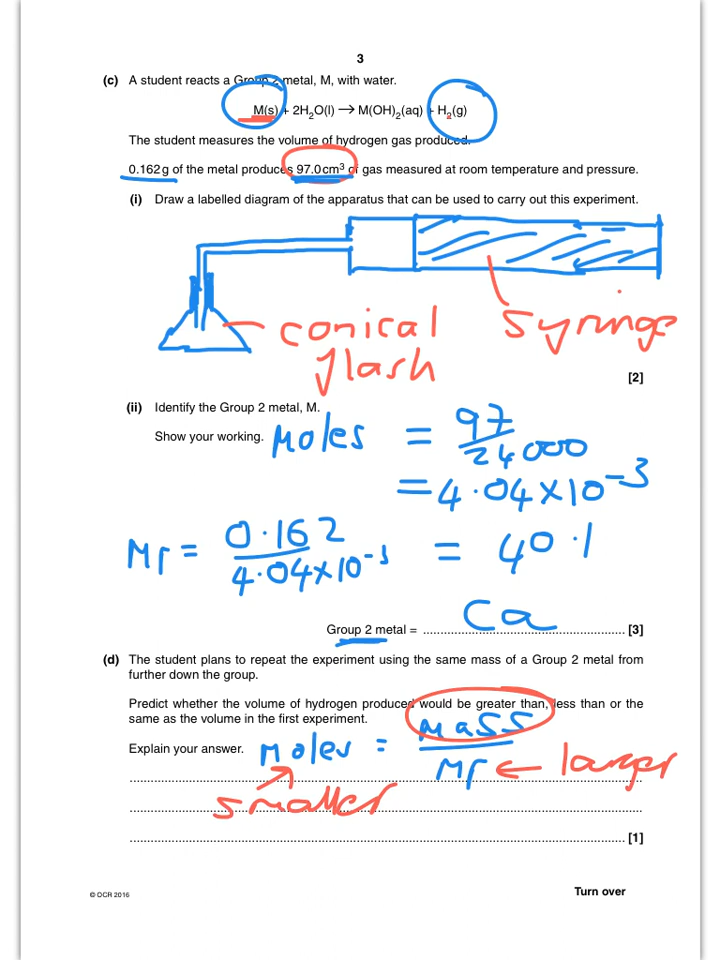 3
(c) A student reacts a Group 2 metal, M, with water.
M(s) + 2H₂O(l) → M(OH)₂(aq) + H₂(g)
The student measures the volume of hydrogen gas produced.
0.162 g of the metal produces 97.0 cm³ of gas measured at room temperature and pressure.
(i) Draw a labelled diagram of the apparatus that can be used to carry out this experiment.
conical
flash
syringe
[2]
(ii) Identify the Group 2 metal, M.
Show your working.
Moles = 97/24000
= 4.04×10⁻³
Mr = 0.162/4.04×10⁻³ = 40.1
Ca
Group 2 metal = ........................................ [3]
(d) The student plans to repeat the experiment using the same mass of a Group 2 metal from
further down the group.
Predict whether the volume of hydrogen produced would be greater than, less than or the
same as the volume in the first experiment.
Explain your answer.
Moles = Mass/Mr ← larger
smaller
[1]
© OCR 2016
Turn over